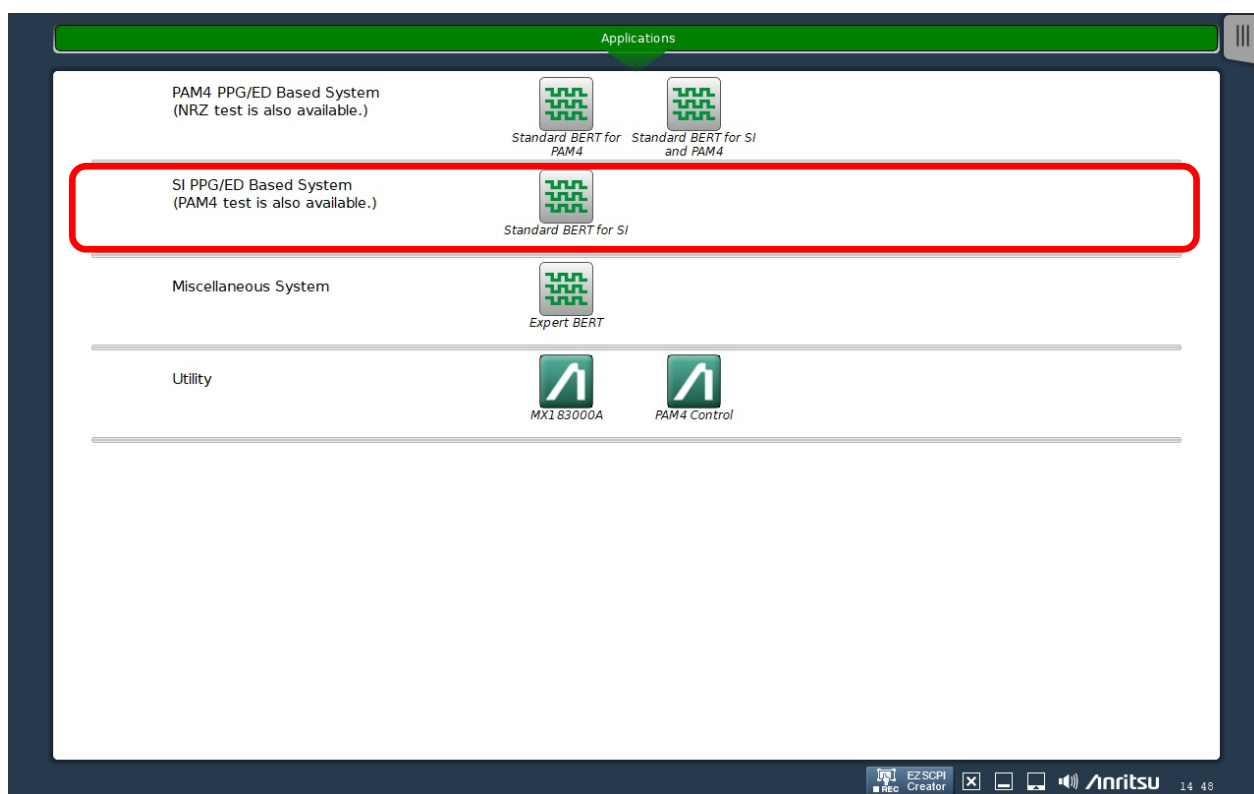 Applications
PAM4 PPG/ED Based System
(NRZ test is also available.)
Standard BERT for
PAM4
Standard BERT for SI
and PAM4
SI PPG/ED Based System
(PAM4 test is also available.)
Standard BERT for SI
Miscellaneous System
Expert BERT
Utility
MX183000A
PAM4 Control
REC
EZSCPI
Creator
Anritsu
14 48